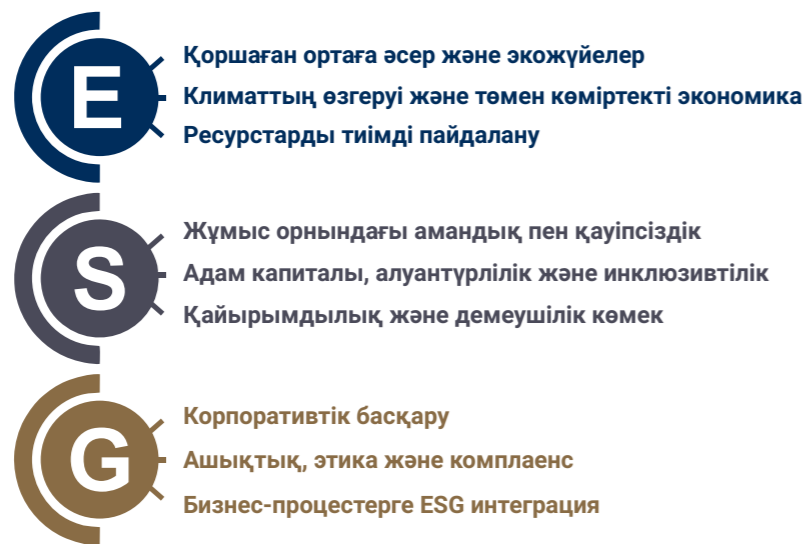 E
Қоршаған ортаға әсер және экожүйелер
Климаттың өзгеруі және төмен көміртекті экономика
Ресурстарды тиімді пайдалану
S
Жұмыс орнындағы амандық пен қауіпсіздік
Адам капиталы, алуантүрлілік және инклюзивтілік
Қайырымдылық және демеушілік көмек
G
Корпоративтік басқару
Ашықтық, этика және комплаенс
Бизнес-процестерге ESG интеграция